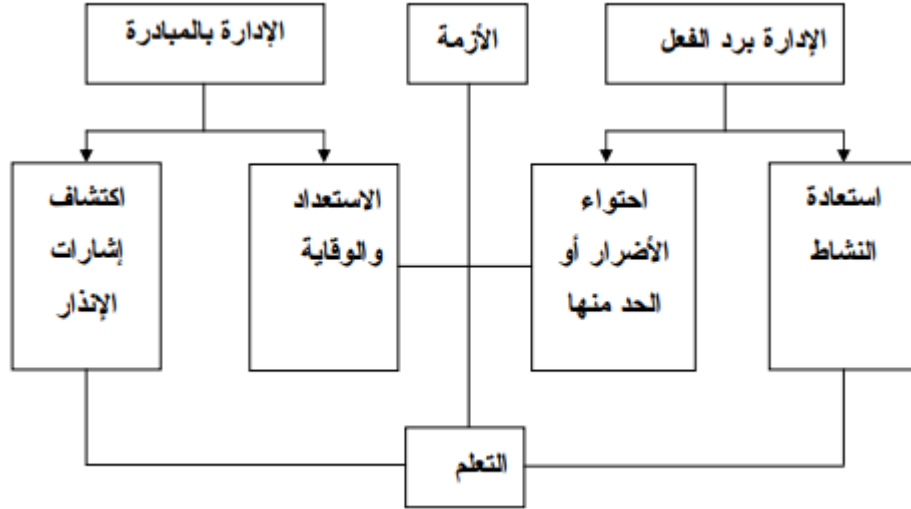 الإدارة برد الفعل
الأزمة
الإدارة بالمبادرة
استعادة
النشاط
احتواء
الأضرار أو
الحد منها
الاستعداد
والوقاية
اكتشاف
إشارات
الإنذار
التعلم